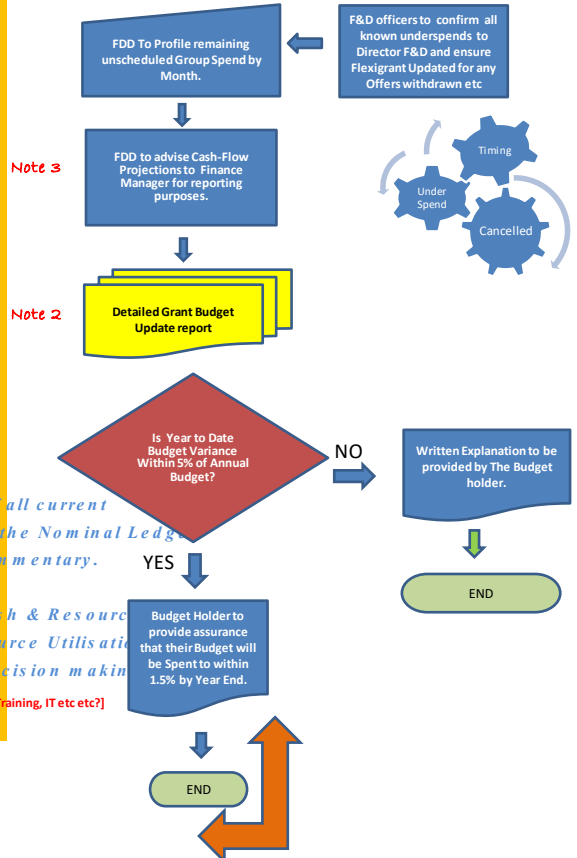 FDD To Profile remaining
unscheduled Group Spend by
Month.
F&D officers to confirm all
known underspends to
Director F&D and ensure
Flexigrant Updated for any
Offers withdrawn etc
Note 3
FDD to advise Cash-Flow
Projections to Finance
Manager for reporting
purposes.
Timing
Under
Spend
Cancelled
Note 2
Detailed Grant Budget
Update report
Is Year to Date
Budget Variance
Within 5% of Annual
Budget?
NO
Written Explanation to be
provided by The Budget
holder.
all current
the Nominal Ledge
mmentary.
YES
END
sh & Resourc
urce Utilisatio
cision makin
Training, IT etc etc?]
Budget Holder to
provide assurance
that their Budget will
be Spent to within
1.5% by Year End.
END